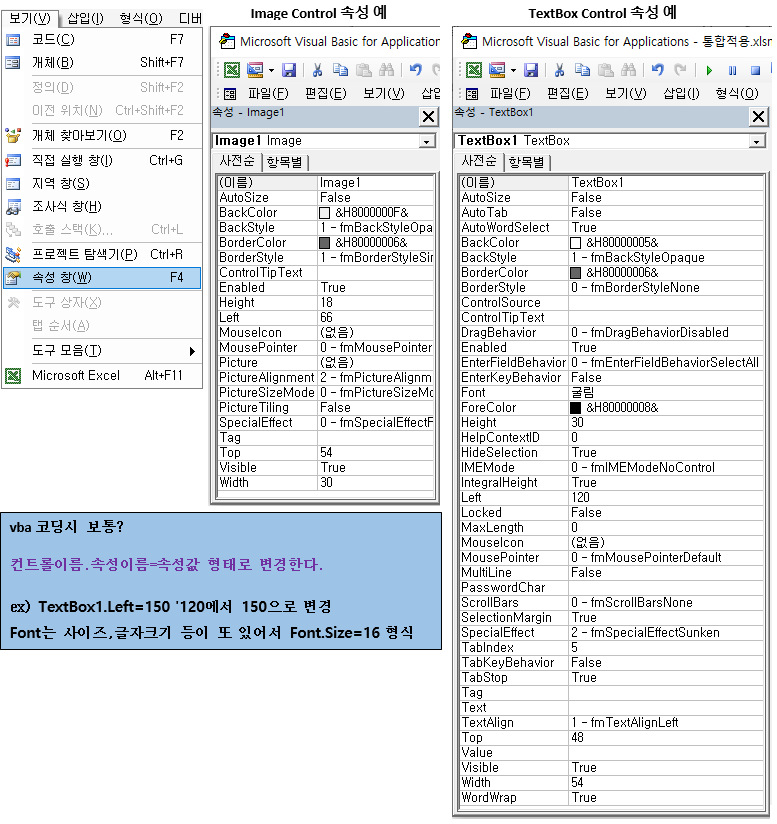 보기(V) 삽입(I) 형식(O) 디버
코드(C) F7
개체(B) Shift+F7
정의(D) Shift+F2
이전 위치(N) Ctrl+Shift+F2
개체 찾아보기(O) F2
직접 실행 창(I) Ctrl+G
지역 창(S)
조사식 창(H)
호출 스택(K)... Ctrl+L
프로젝트 탐색기(P) Ctrl+R
속성 창(W) F4
도구 상자(X)
탭 순서(A)
도구 모음(T)
Microsoft Excel Alt+F11
Image Control 속성 예
Microsoft Visual Basic for Applications
파일(F) 편집(E) 보기(V) 삽입
속성 - Image1
Image1 Image
사전순 항목별
(이름) Image1
AutoSize False
BackColor &H8000000F&
BackStyle 1 - fmBackStyleOpa
BorderColor &H80000006&
BorderStyle 1 - fmBorderStyleSin
ControlTipText
Enabled True
Height 18
Left 66
MouseIcon (없음)
MousePointer 0 - fmMousePointer
Picture (없음)
PictureAlignment 2 - fmPictureAlignm
PictureSizeMode 0 - fmPictureSizeMo
PictureTiling False
SpecialEffect 0 - fmSpecialEffectF
Tag
Top 54
Visible True
Width 30
TextBox Control 속성 예
Microsoft Visual Basic for Applications - 통합적용.xlsm
파일(F) 편집(E) 보기(V) 삽입(I) 형식(O)
속성 - TextBox1
TextBox1 TextBox
사전순 항목별
(이름) TextBox1
AutoSize False
AutoTab False
AutoWordSelect True
BackColor &H80000005&
BackStyle 1 - fmBackStyleOpaque
BorderColor &H80000006&
BorderStyle 0 - fmBorderStyleNone
ControlSource
ControlTipText
DragBehavior 0 - fmDragBehaviorDisabled
Enabled True
EnterFieldBehavior 0 - fmEnterFieldBehaviorSelectAll
EnterKeyBehavior False
Font 굴림
ForeColor &H80000008&
Height 30
HelpContextID 0
HideSelection True
IMEMode 0 - fmIMEModeNoControl
IntegralHeight True
Left 120
Locked False
MaxLength 0
MouseIcon (없음)
MousePointer 0 - fmMousePointerDefault
MultiLine False
PasswordChar
ScrollBars 0 - fmScrollBarsNone
SelectionMargin True
SpecialEffect 2 - fmSpecialEffectSunken
TabIndex 5
TabKeyBehavior False
TabStop True
Tag
Text
TextAlign 1 - fmTextAlignLeft
Top 48
Value
Visible True
Width 54
WordWrap True
vba 코딩시 보통?
컨트롤이름.속성이름=속성값 형태로 변경한다.
ex) TextBox1.Left=150 '120에서 150으로 변경
Font는 사이즈,글자크기 등이 또 있어서 Font.Size=16 형식